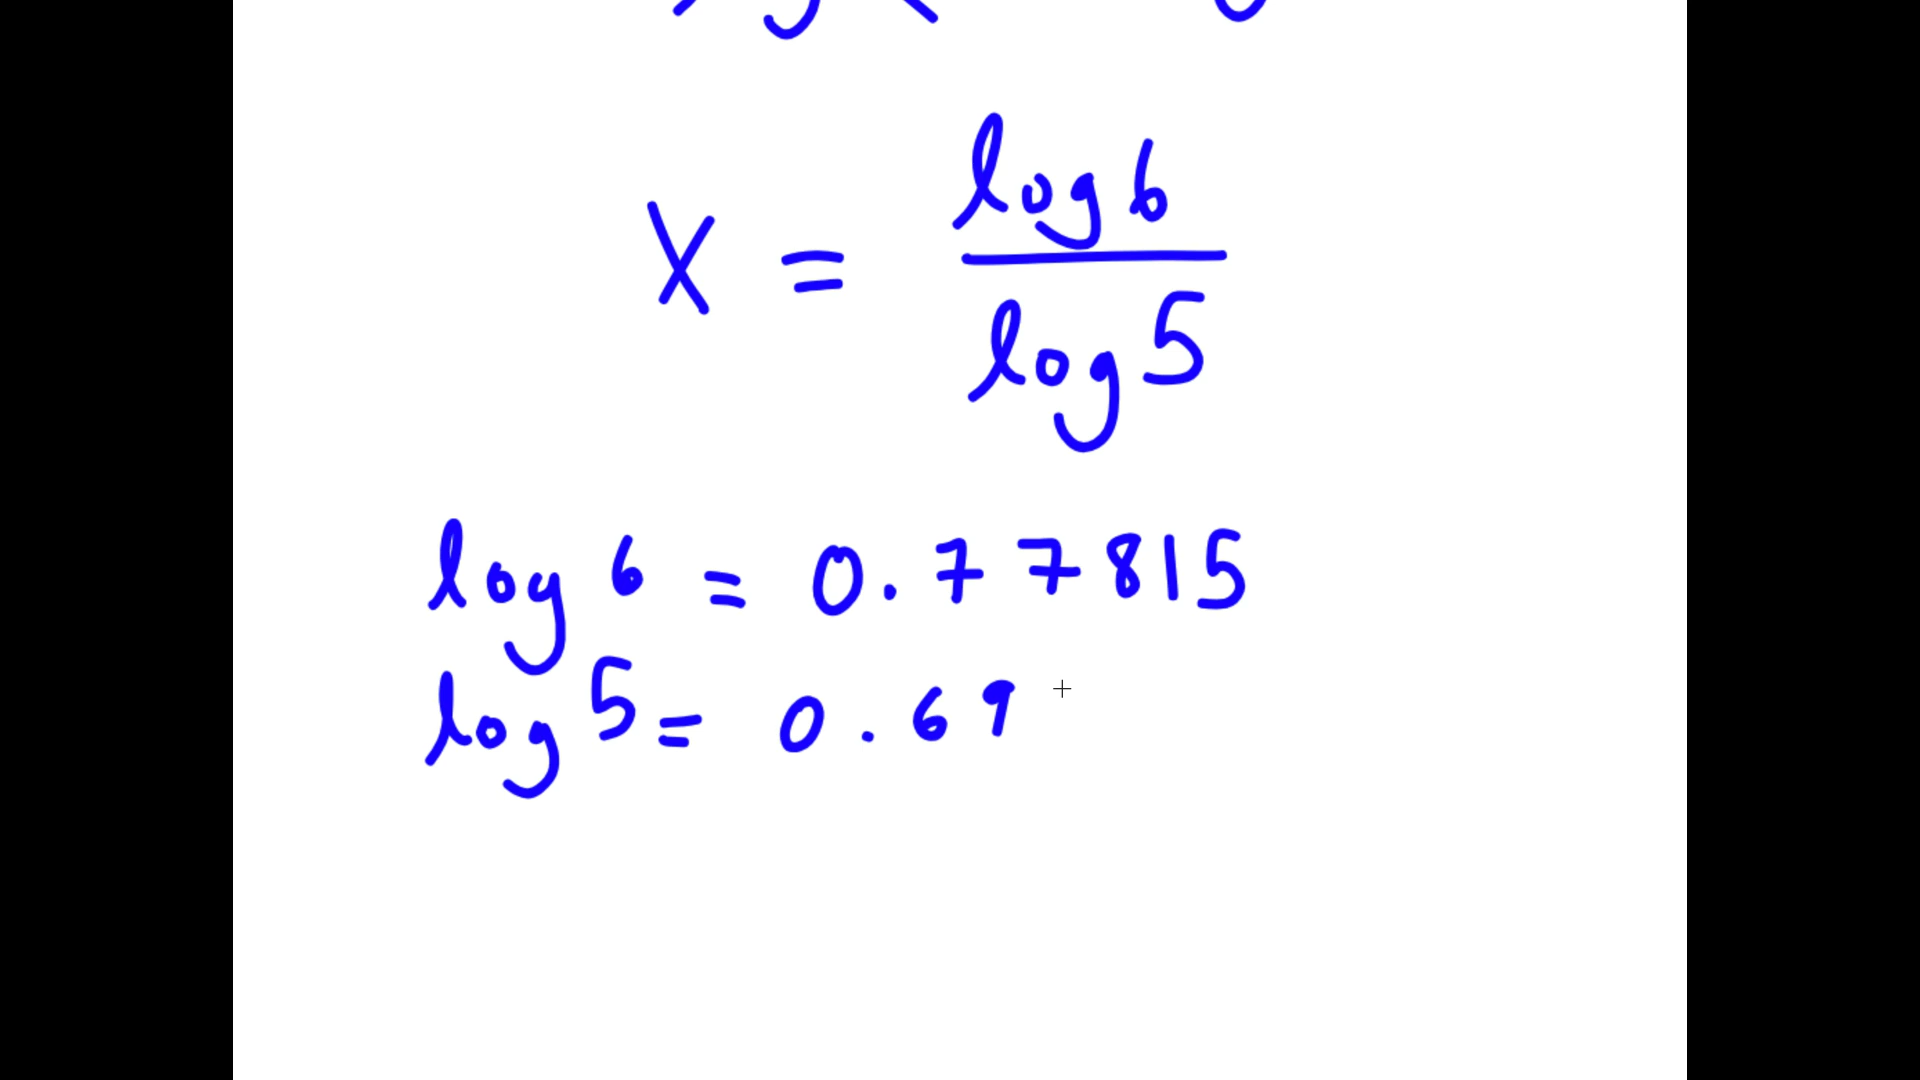 X = log 6 / log 5
log 6 = 0.77815
log 5 = 0.69